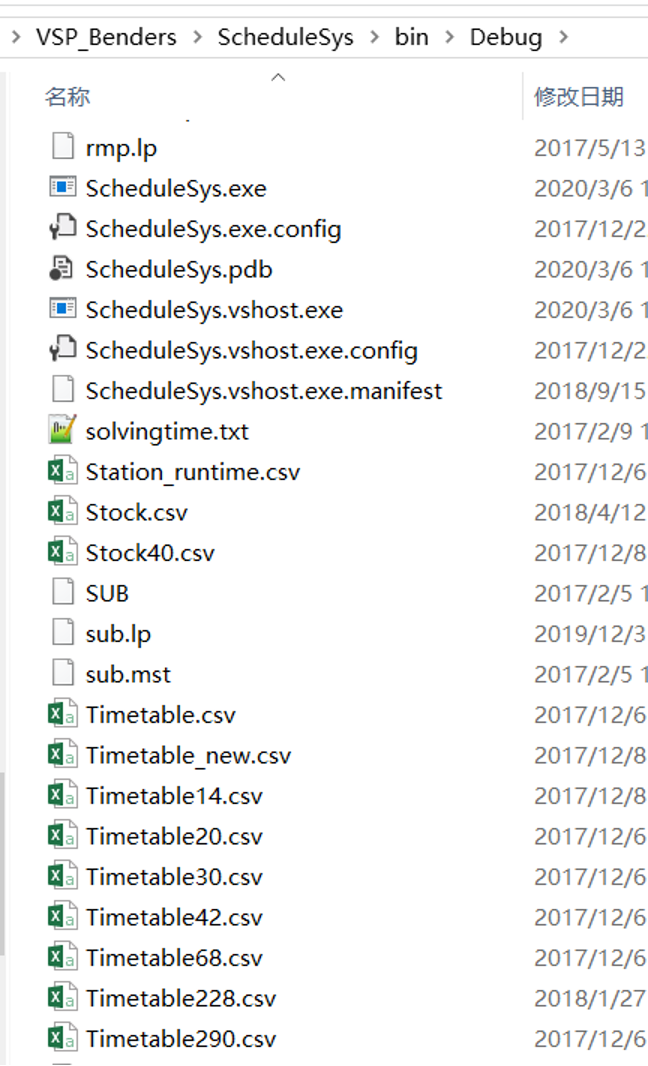 VSP_Benders > ScheduleSys > bin > Debug >
名称 修改日期
rmp.lp 2017/5/13
ScheduleSys.exe 2020/3/6 1
ScheduleSys.exe.config 2017/12/2
ScheduleSys.pdb 2020/3/6 1
ScheduleSys.vshost.exe 2020/3/6 1
ScheduleSys.vshost.exe.config 2017/12/2
ScheduleSys.vshost.exe.manifest 2018/9/15
solvingtime.txt 2017/2/9 1
Station_runtime.csv 2017/12/6
Stock.csv 2018/4/12
Stock40.csv 2017/12/8
SUB 2017/2/5 1
sub.lp 2019/12/3
sub.mst 2017/2/5 1
Timetable.csv 2017/12/6
Timetable_new.csv 2017/12/8
Timetable14.csv 2017/12/8
Timetable20.csv 2017/12/6
Timetable30.csv 2017/12/6
Timetable42.csv 2017/12/6
Timetable68.csv 2017/12/6
Timetable228.csv 2018/1/27
Timetable290.csv 2017/12/6